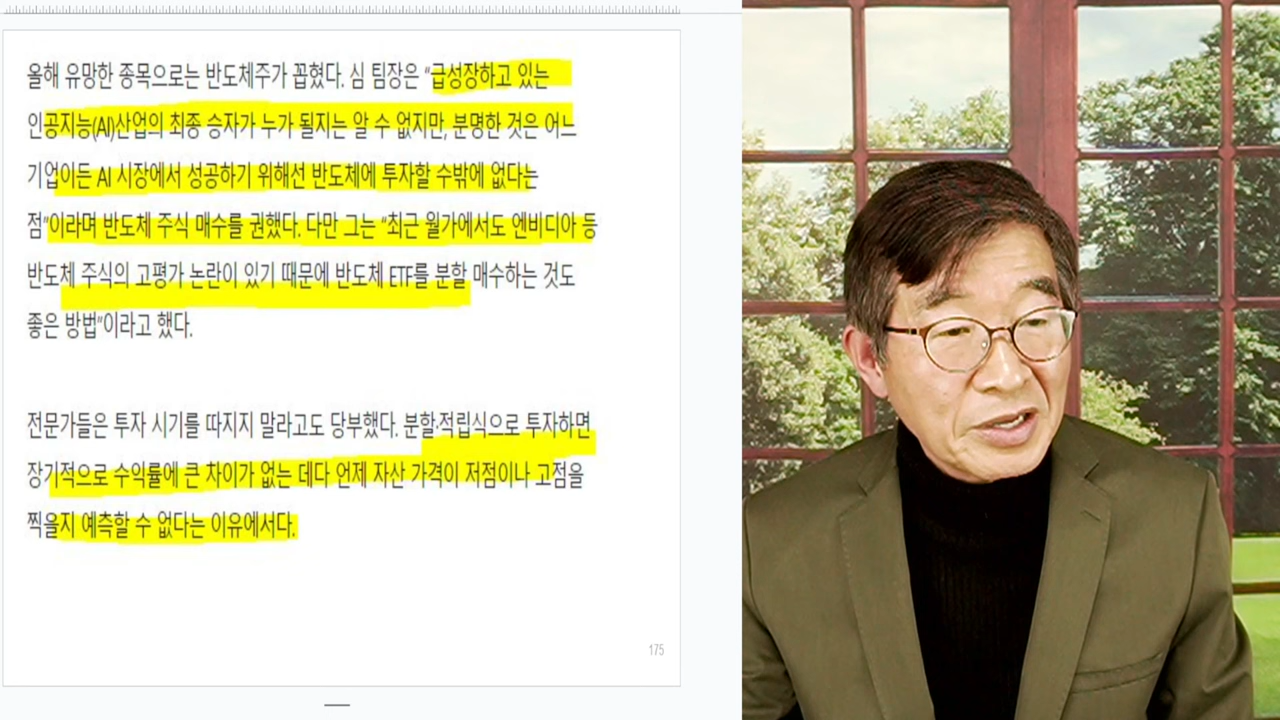 올해 유망한 종목으로는 반도체주가 꼽혔다. 심 팀장은 “급성장하고 있는
인공지능(AI)산업의 최종 승자가 누가 될지는 알 수 없지만, 분명한 것은 어느
기업이든 AI 시장에서 성공하기 위해선 반도체에 투자할 수밖에 없다는
점”이라며 반도체 주식 매수를 권했다. 다만 그는 “최근 월가에서도 엔비디아 등
반도체 주식의 고평가 논란이 있기 때문에 반도체 ETF를 분할 매수하는 것도
좋은 방법”이라고 했다.
전문가들은 투자 시기를 따지지 말라고도 당부했다. 분할·적립식으로 투자하면
장기적으로 수익률에 큰 차이가 없는 데다 언제 자산 가격이 저점이나 고점을
찍을지 예측할 수 없다는 이유에서다.
175